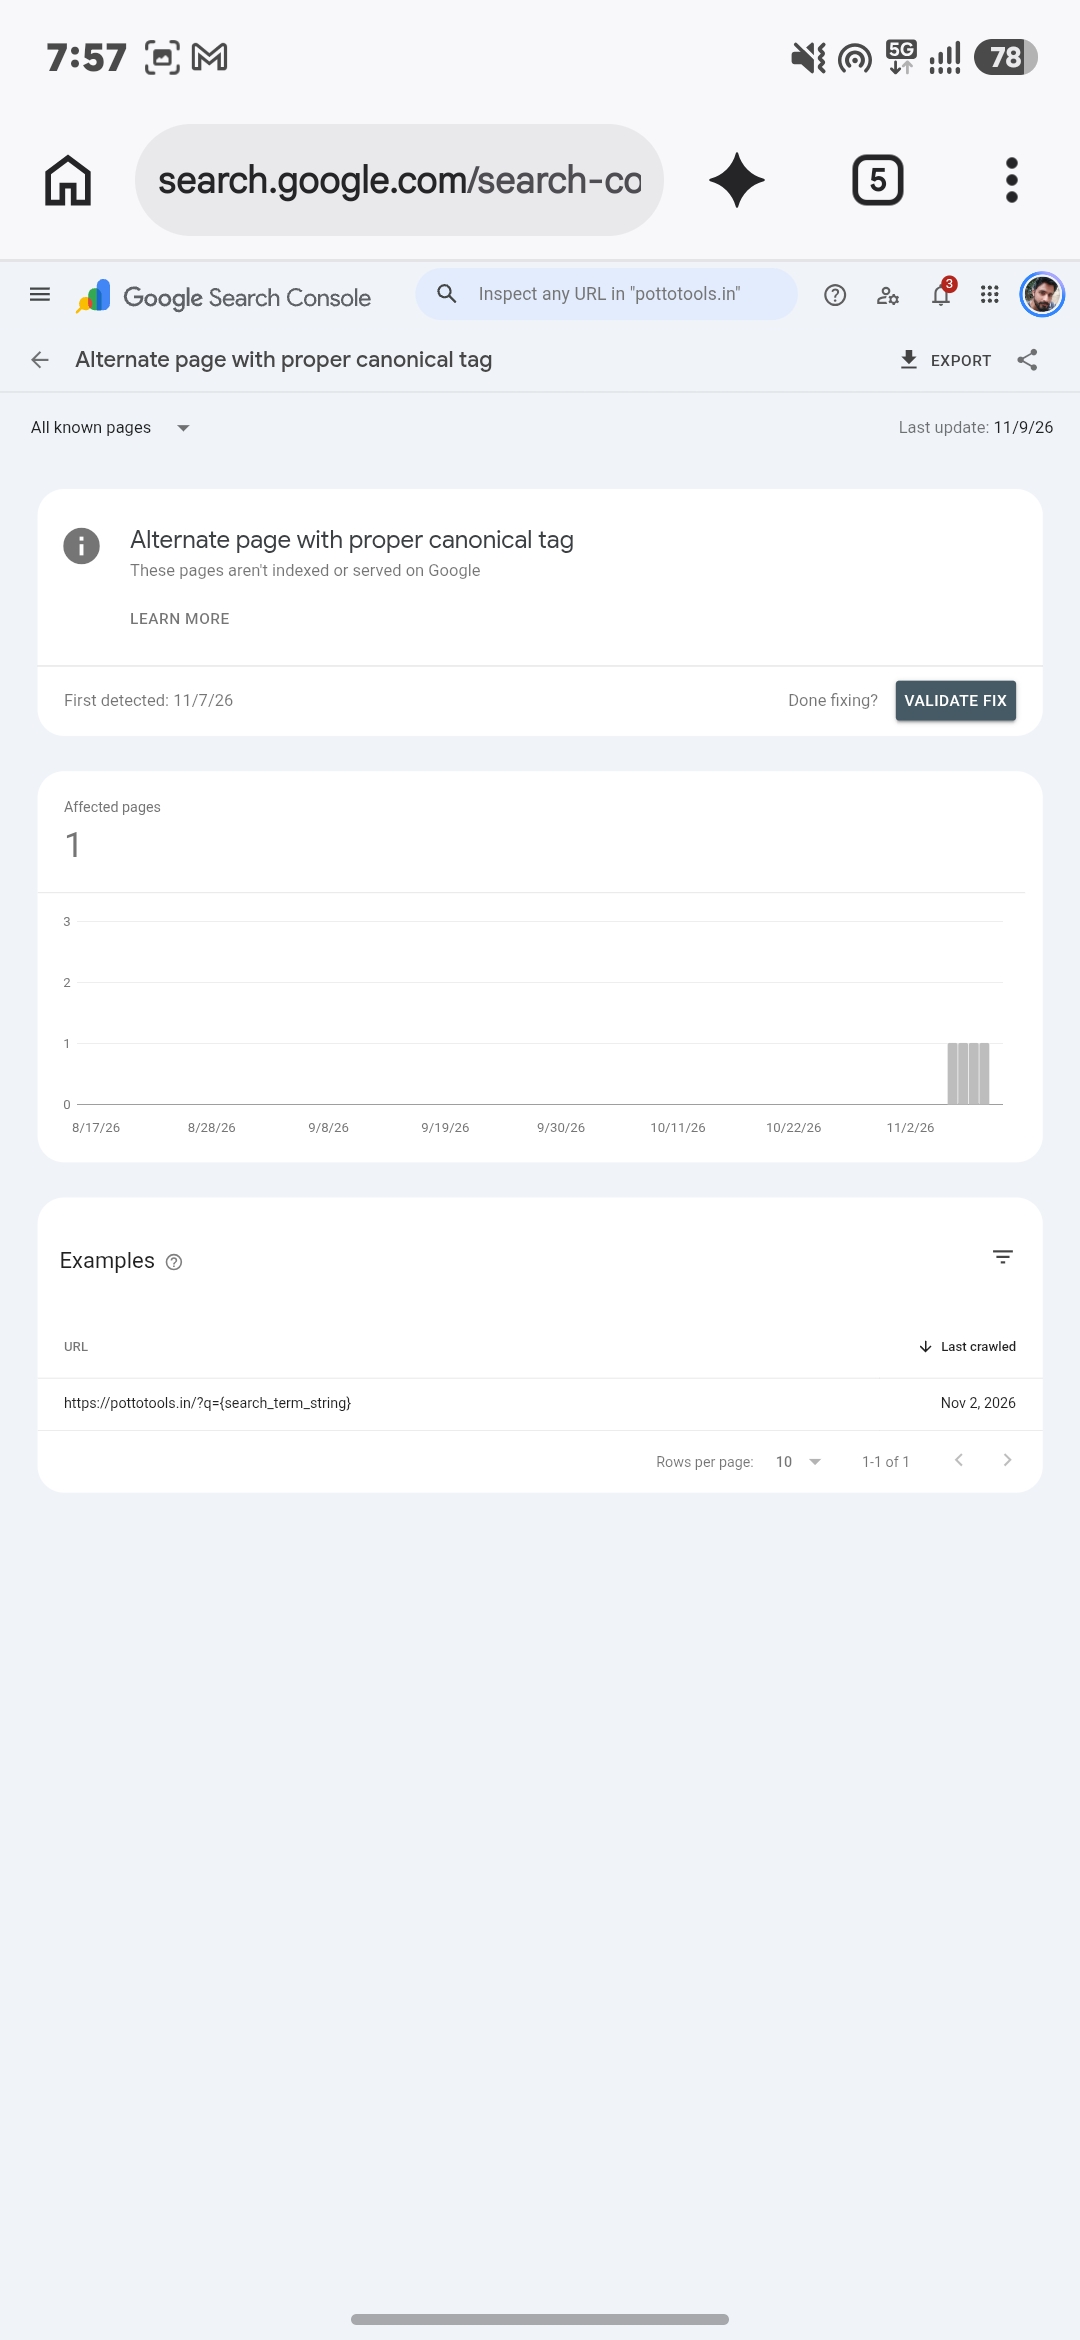 7:57
5G
78
search.google.com/search-co
5
Google Search Console
Inspect any URL in "pottotools.in"
3
Alternate page with proper canonical tag
EXPORT
All known pages
Last update: 11/9/26
Alternate page with proper canonical tag
These pages aren't indexed or served on Google
LEARN MORE
First detected: 11/7/26
Done fixing?
VALIDATE FIX
Affected pages
1
3
2
1
0
8/17/26 8/28/26 9/8/26 9/19/26 9/30/26 10/11/26 10/22/26 11/2/26
Examples
URL
Last crawled
https://pottotools.in/?q={search_term_string}
Nov 2, 2026
Rows per page: 10 1-1 of 1